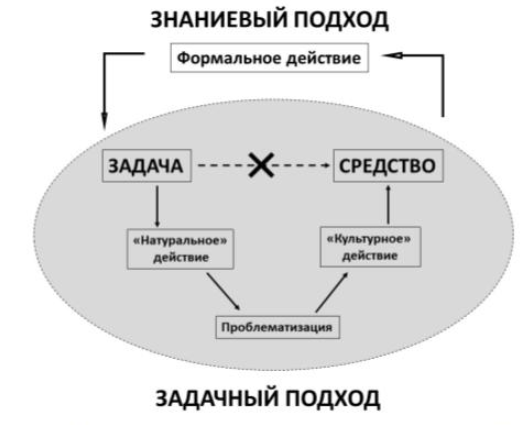 ЗНАНИЕВЫЙ ПОДХОД
Формальное действие
ЗАДАЧА
СРЕДСТВО
«Натуральное»
действие
«Культурное»
действие
Проблематизация
ЗАДАЧНЫЙ ПОДХОД